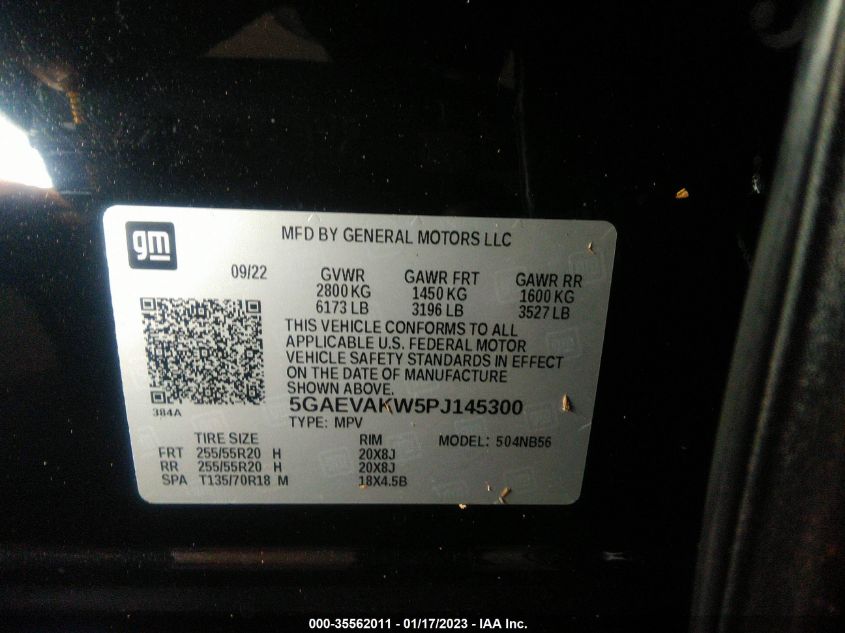 gm
MFD BY GENERAL MOTORS LLC
09/22 GVWR GAWR FRT GAWR RR
2800 KG 1450 KG 1600 KG
6173 LB 3196 LB 3527 LB
THIS VEHICLE CONFORMS TO ALL
APPLICABLE U.S. FEDERAL MOTOR
VEHICLE SAFETY STANDARDS IN EFFECT
ON THE DATE OF MANUFACTURE
SHOWN ABOVE.
384A
5GAEVAKW5PJ145300
TYPE: MPV
TIRE SIZE RIM MODEL: 504NB56
FRT 255/55R20 H 20X8J
RR 255/55R20 H 20X8J
SPA T135/70R18 M 18X4.5B
000-35562011 — 01/17/2023 — IAA Inc.